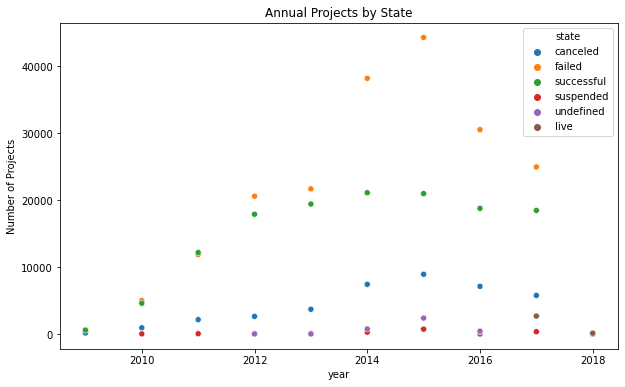 Annual Projects by State
state
canceled
failed
successful
suspended
undefined
live
Number of Projects
40000
30000
20000
10000
0
2010
2012
2014
2016
2018
year